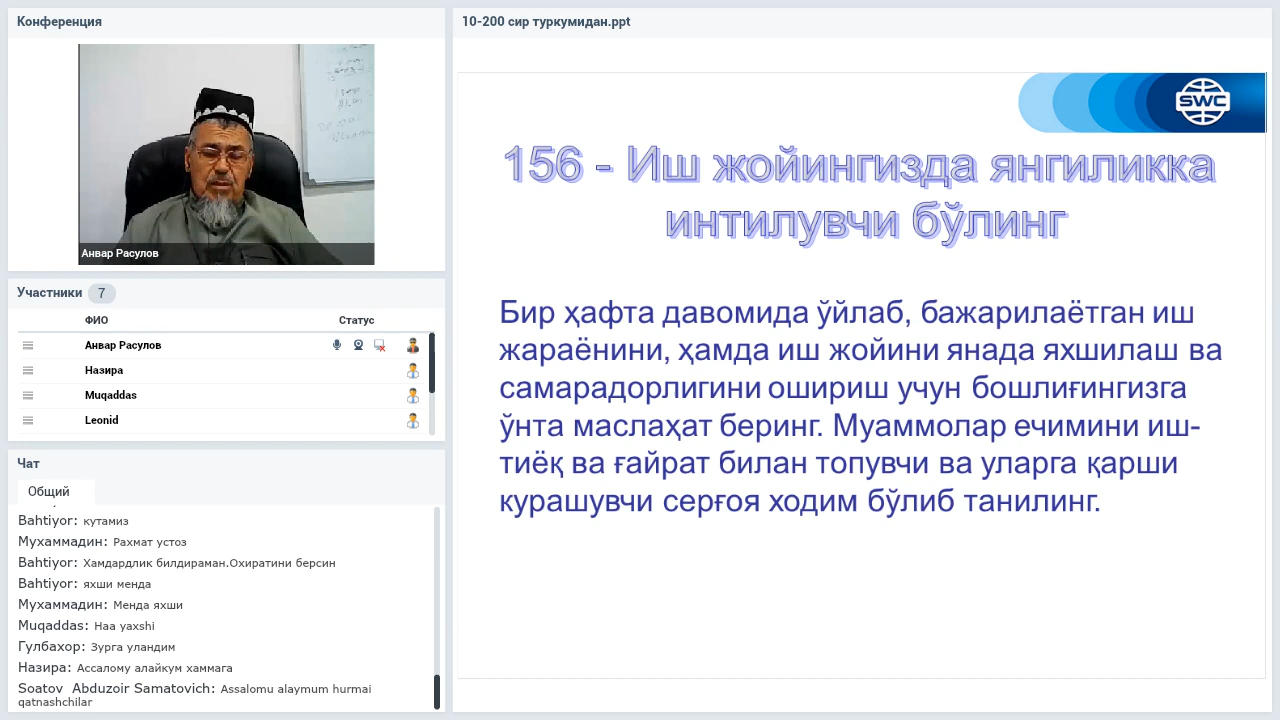 Конференция
Анвар Расулов
Участники 7
ФИО Статус
Анвар Расулов
Назира
Muqaddas
Leonid
Чат
Общий
Bahtiyor: кутамиз
Мухаммадин: Рахмат устоз
Bahtiyor: Хамдардлик билдираман.Охиратини берсин
Bahtiyor: яхши менда
Мухаммадин: Менда яхши
Muqaddas: Haa yaxshi
Гулбахор: Зурга уландим
Назира: Ассалому алайкум хаммага
Soatov Abduzoir Samatovich: Assalomu alaymum hurmai
qatnashchilar
10-200 сир туркумидан.ppt
SWC
156 - Иш жойингизда янгиликка
интилувчи бўлинг
Бир ҳафта давомида ўйлаб, бажарилаётган иш
жараёнини, ҳамда иш жойини янада яхшилаш ва
самарадорлигини ошириш учун бошлиғингизга
ўнта маслаҳат беринг. Муаммолар ечимини иш-
тиёқ ва ғайрат билан топувчи ва уларга қарши
курашувчи серғоя ходим бўлиб танилинг.